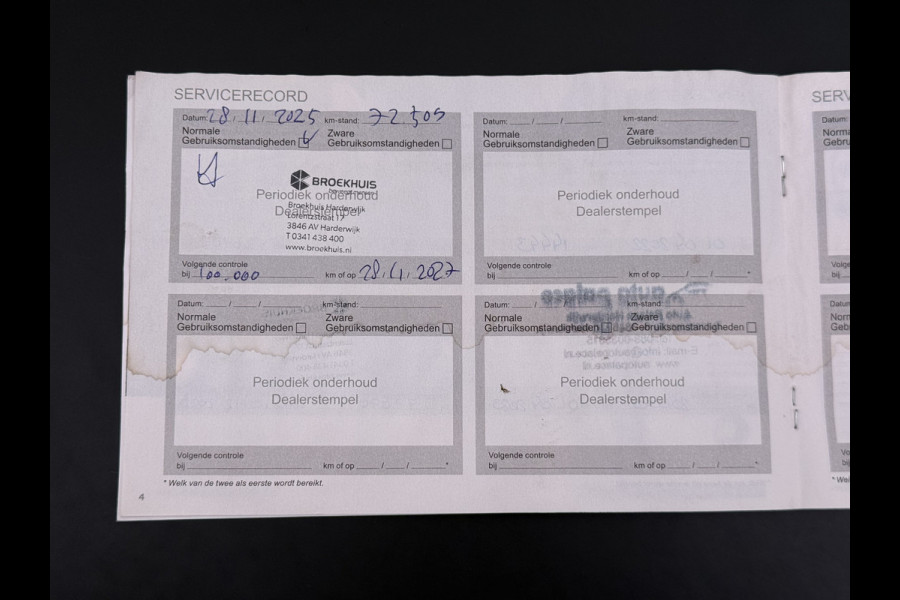 SERVICERECORD
SERV
Datum: 28.11.2025 km-stand: 72 505
Normale Zware
Gebruiksomstandigheden Gebruiksomstandigheden
BROEKHUIS
Periodiek onderhoud
Dealerstempel
Broekhuis Harderwijk
Lorentzstraat 17
3846 AV Harderwijk
T 0341 438 400
www.broekhuis.nl
Volgende controle
bij 100.000 km of op 28.11.2027
Datum: / / km-stand:
Normale Zware
Gebruiksomstandigheden Gebruiksomstandigheden
Periodiek onderhoud
Dealerstempel
Volgende controle
bij km of op / / *
Datum: / / km-stand:
Normale Zware
Gebruiksomstandigheden Gebruiksomstandigheden
Periodiek onderhoud
Dealerstempel
Volgende controle
bij km of op / / *
Datum: / km-stand:
Normale Zware
Gebruiksomstandigheden Gebruiksomstandigheden
Periodiek onderhoud
Dealerstempel
Volgende controle
bij km of op / / *
* Welk van de twee als eerste wordt bereikt.
4